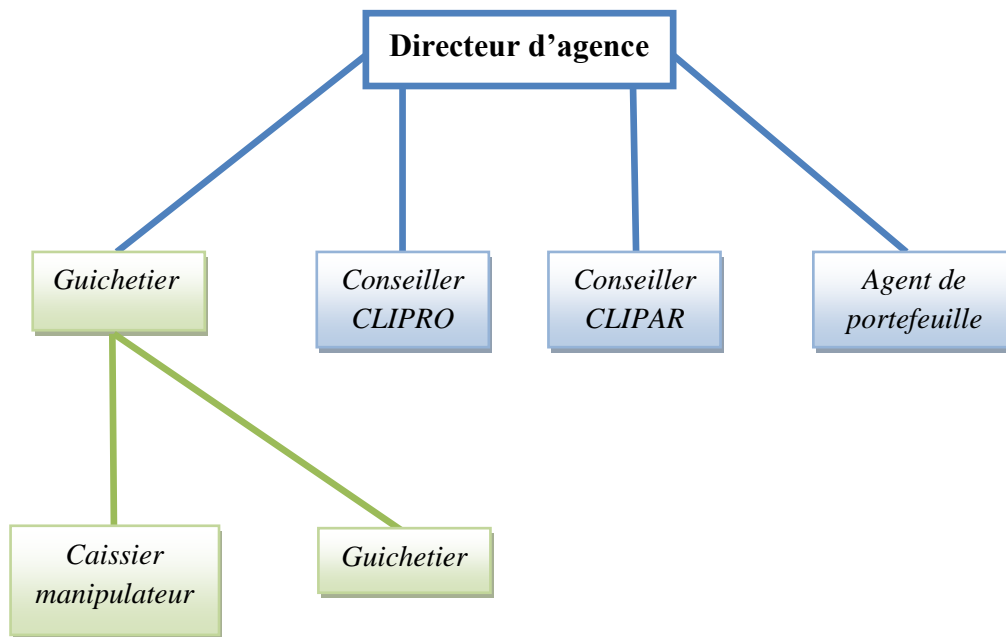 Directeur d’agence
Guichetier
Conseiller
CLIPRO
Conseiller
CLIPAR
Agent de
portefeuille
Caissier
manipulateur
Guichetier